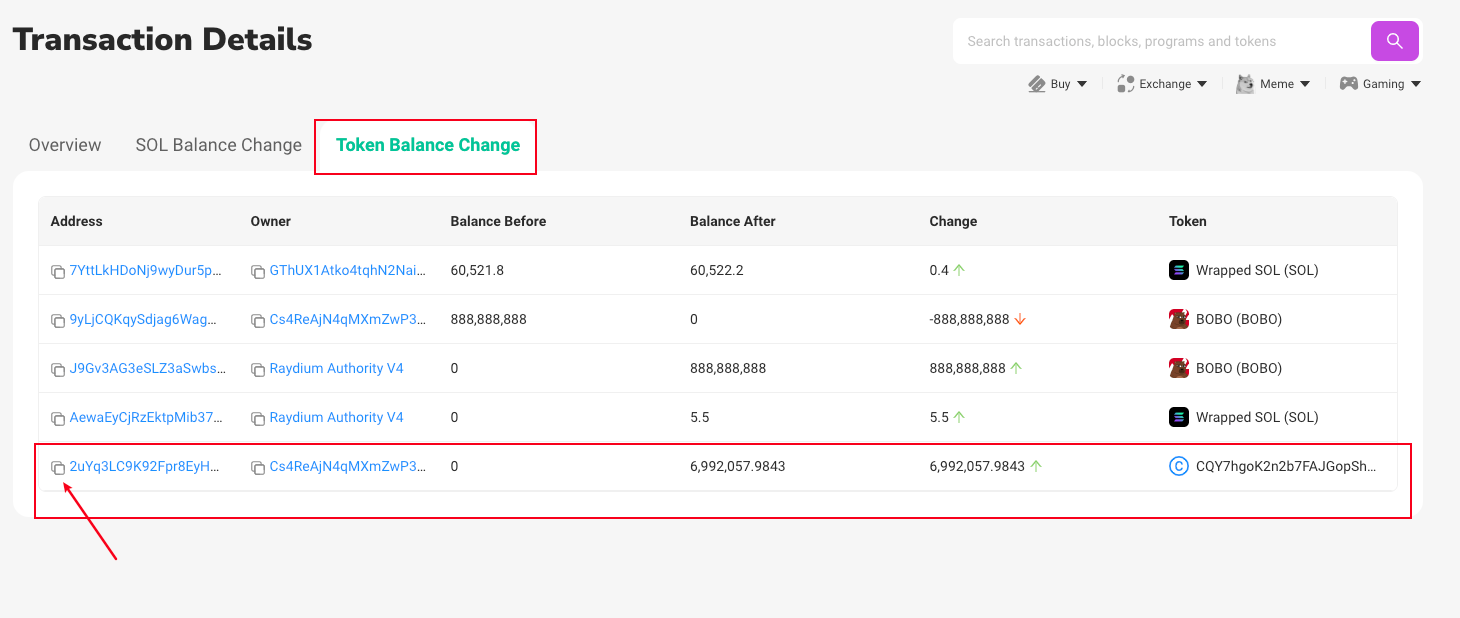 Transaction Details
Search transactions, blocks, programs and tokens
Buy Exchange Meme Gaming
Overview SOL Balance Change Token Balance Change
Address Owner Balance Before Balance After Change Token
7YttLkHDoNj9wyDur5p... GThUX1Atko4tqhN2Nai... 60,521.8 60,522.2 0.4 Wrapped SOL (SOL)
9yLjCQKqySdjag6Wag... Cs4ReAjN4qMXmZwP3... 888,888,888 0 -888,888,888 BOBO (BOBO)
J9Gv3AG3eSLZ3aSwbs... Raydium Authority V4 0 888,888,888 888,888,888 BOBO (BOBO)
AewaEyCjRzEktpMib37... Raydium Authority V4 0 5.5 5.5 Wrapped SOL (SOL)
2uYq3LC9K92Fpr8EyH... Cs4ReAjN4qMXmZwP3... 0 6,992,057.9843 6,992,057.9843 C CQY7hgoK2n2b7FAJGopSh...